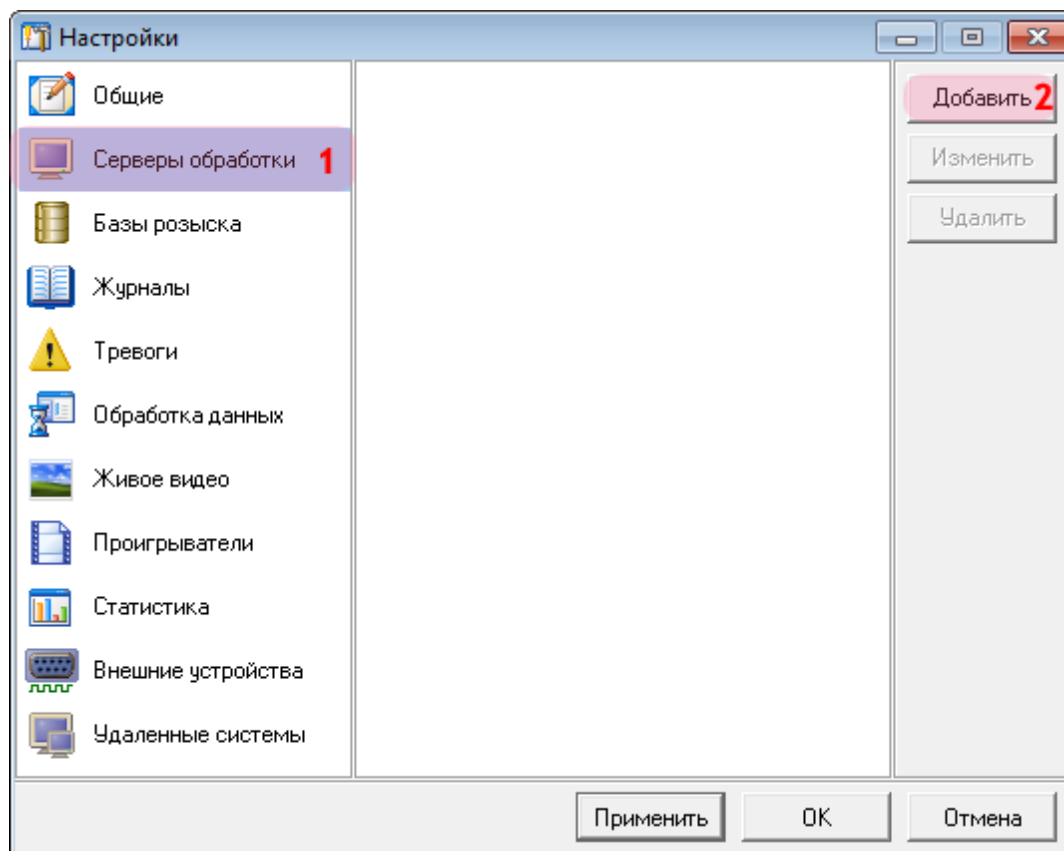 Настройки
Общие
Серверы обработки 1
Базы розыска
Журналы
Тревоги
Обработка данных
Живое видео
Проигрыватели
Статистика
Внешние устройства
Удаленные системы
Добавить 2
Изменить
Удалить
Применить
ОК
Отмена